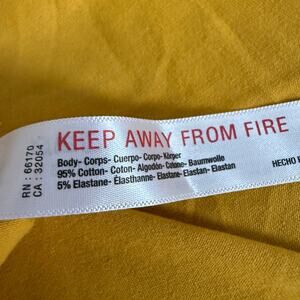 RN : 66170
CA : 32054
KEEP AWAY FROM FIRE
Body- Corps- Cuerpo- Corpo- Körper
95% Cotton- Coton- Algodón- Cotone- Baumwolle
5% Elastane- Élasthanne- Elastane- Elastan- Elastan
HECHO